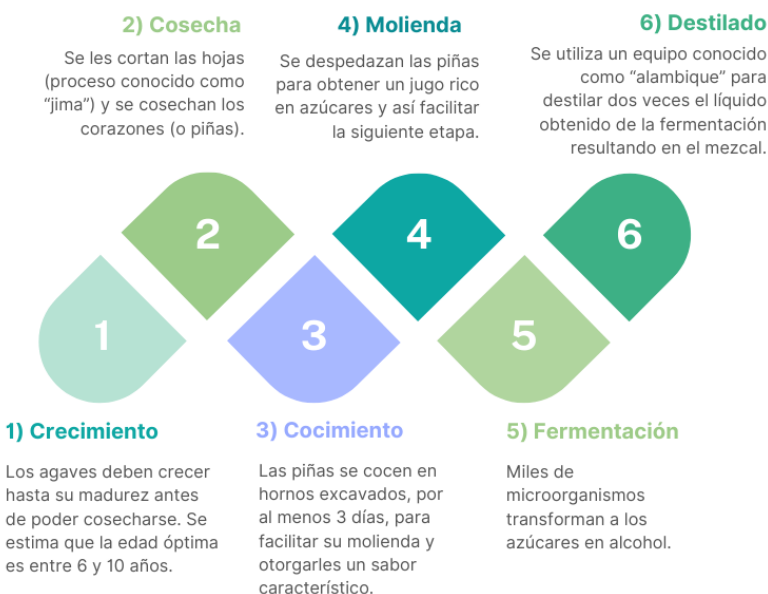 2) Cosecha
Se les cortan las hojas
(proceso conocido como
“jima”) y se cosechan los
corazones (o piñas).
4) Molienda
Se despedazan las piñas
para obtener un jugo rico
en azúcares y así facilitar
la siguiente etapa.
6) Destilado
Se utiliza un equipo conocido
como “alambique” para
destilar dos veces el líquido
obtenido de la fermentación
resultando en el mezcal.
2
4
6
1
3
5
1) Crecimiento
Los agaves deben crecer
hasta su madurez antes
de poder cosecharse. Se
estima que la edad óptima
es entre 6 y 10 años.
3) Cocimiento
Las piñas se cocen en
hornos excavados, por
al menos 3 días, para
facilitar su molienda y
otorgarles un sabor
característico.
5) Fermentación
Miles de
microorganismos
transforman a los
azúcares en alcohol.